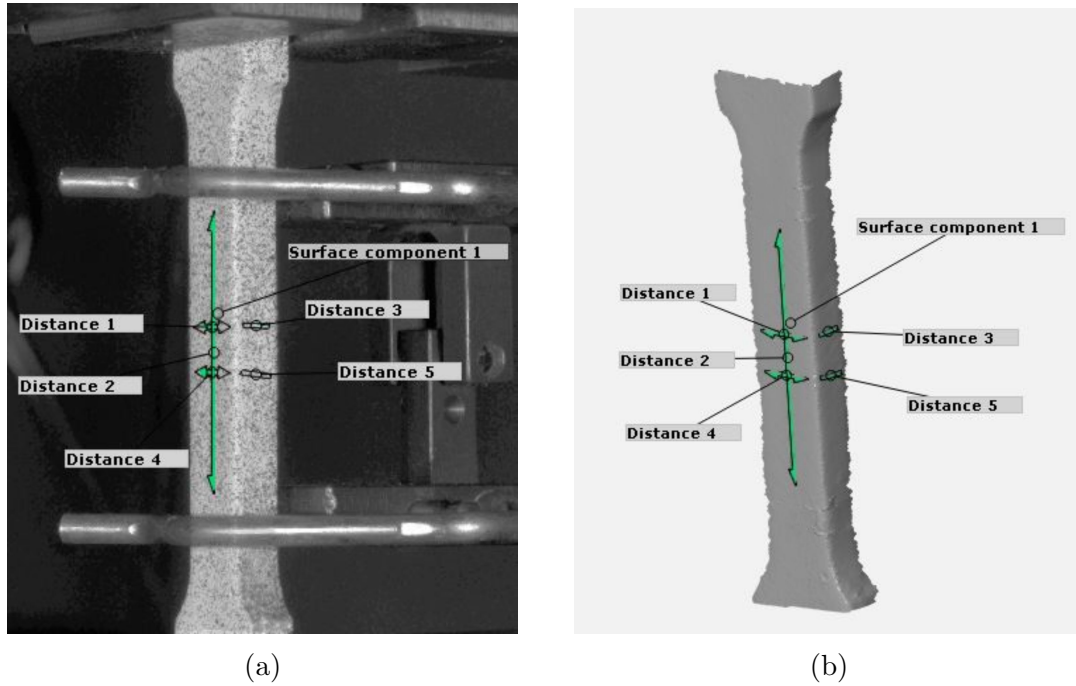 Surface component 1
Distance 1
Distance 3
Distance 2
Distance 5
Distance 4
(a)
Surface component 1
Distance 1
Distance 3
Distance 2
Distance 5
Distance 4
(b)